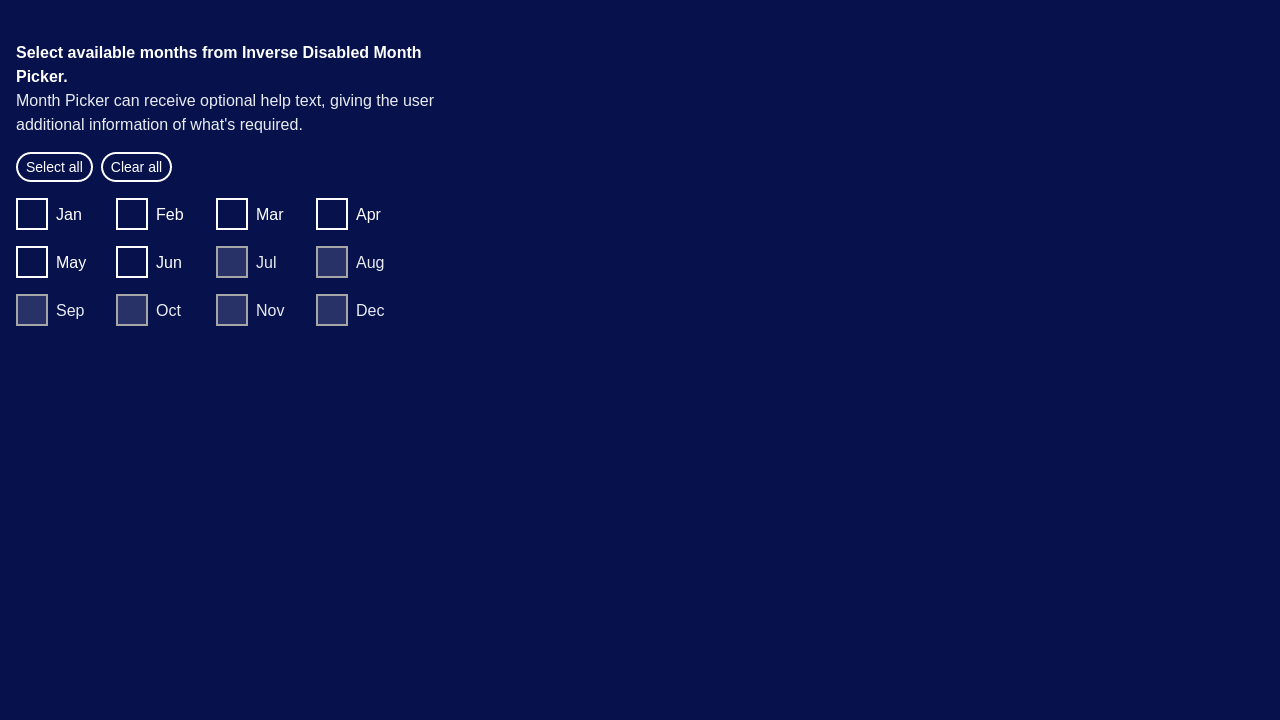 Select available months from Inverse Disabled Month
Picker.
Month Picker can receive optional help text, giving the user
additional information of what's required.
Select all Clear all
Jan Feb Mar Apr
May Jun Jul Aug
Sep Oct Nov Dec